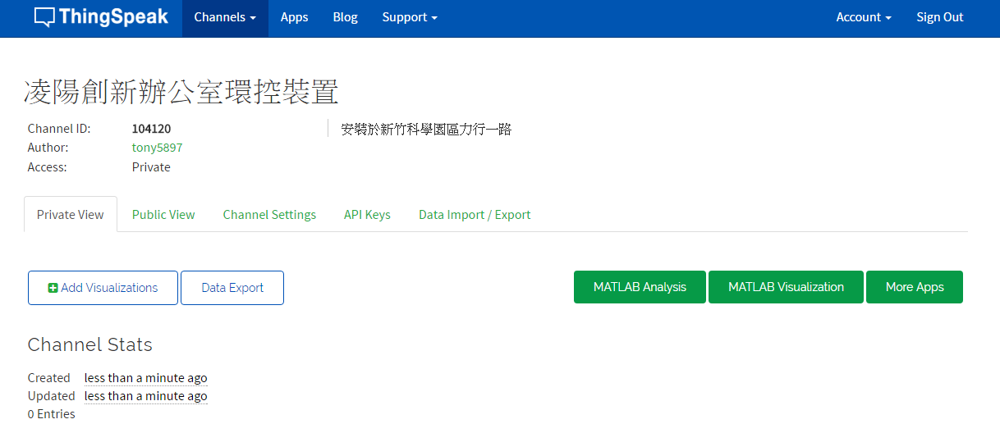 ThingSpeak Channels Apps Blog Support Account Sign Out
凌陽創新辦公室環控裝置
Channel ID: 104120 安裝於新竹科學園區力行一路
Author: tony5897
Access: Private
Private View Public View Channel Settings API Keys Data Import / Export
Add Visualizations Data Export MATLAB Analysis MATLAB Visualization More Apps
Channel Stats
Created less than a minute ago
Updated less than a minute ago
0 Entries